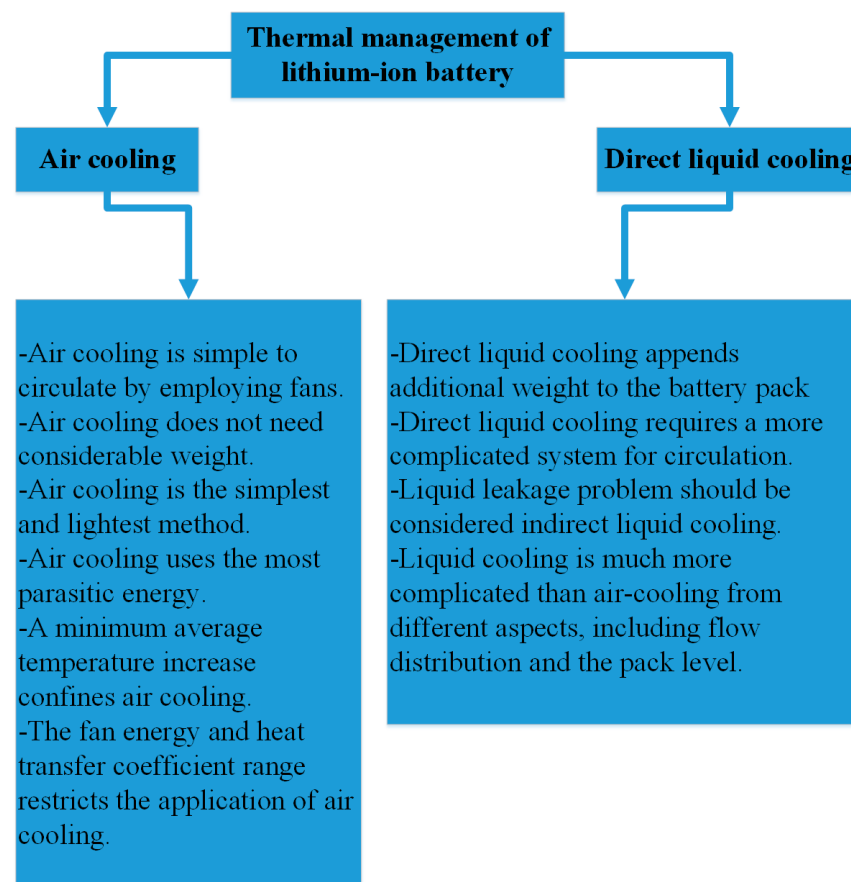 Thermal management of
lithium-ion battery
Air cooling
Direct liquid cooling
-Air cooling is simple to
circulate by employing fans.
-Air cooling does not need
considerable weight.
-Air cooling is the simplest
and lightest method.
-Air cooling uses the most
parasitic energy.
-A minimum average
temperature increase
confines air cooling.
-The fan energy and heat
transfer coefficient range
restricts the application of air
cooling.
-Direct liquid cooling appends
additional weight to the battery pack
-Direct liquid cooling requires a more
complicated system for circulation.
-Liquid leakage problem should be
considered indirect liquid cooling.
-Liquid cooling is much more
complicated than air-cooling from
different aspects, including flow
distribution and the pack level.